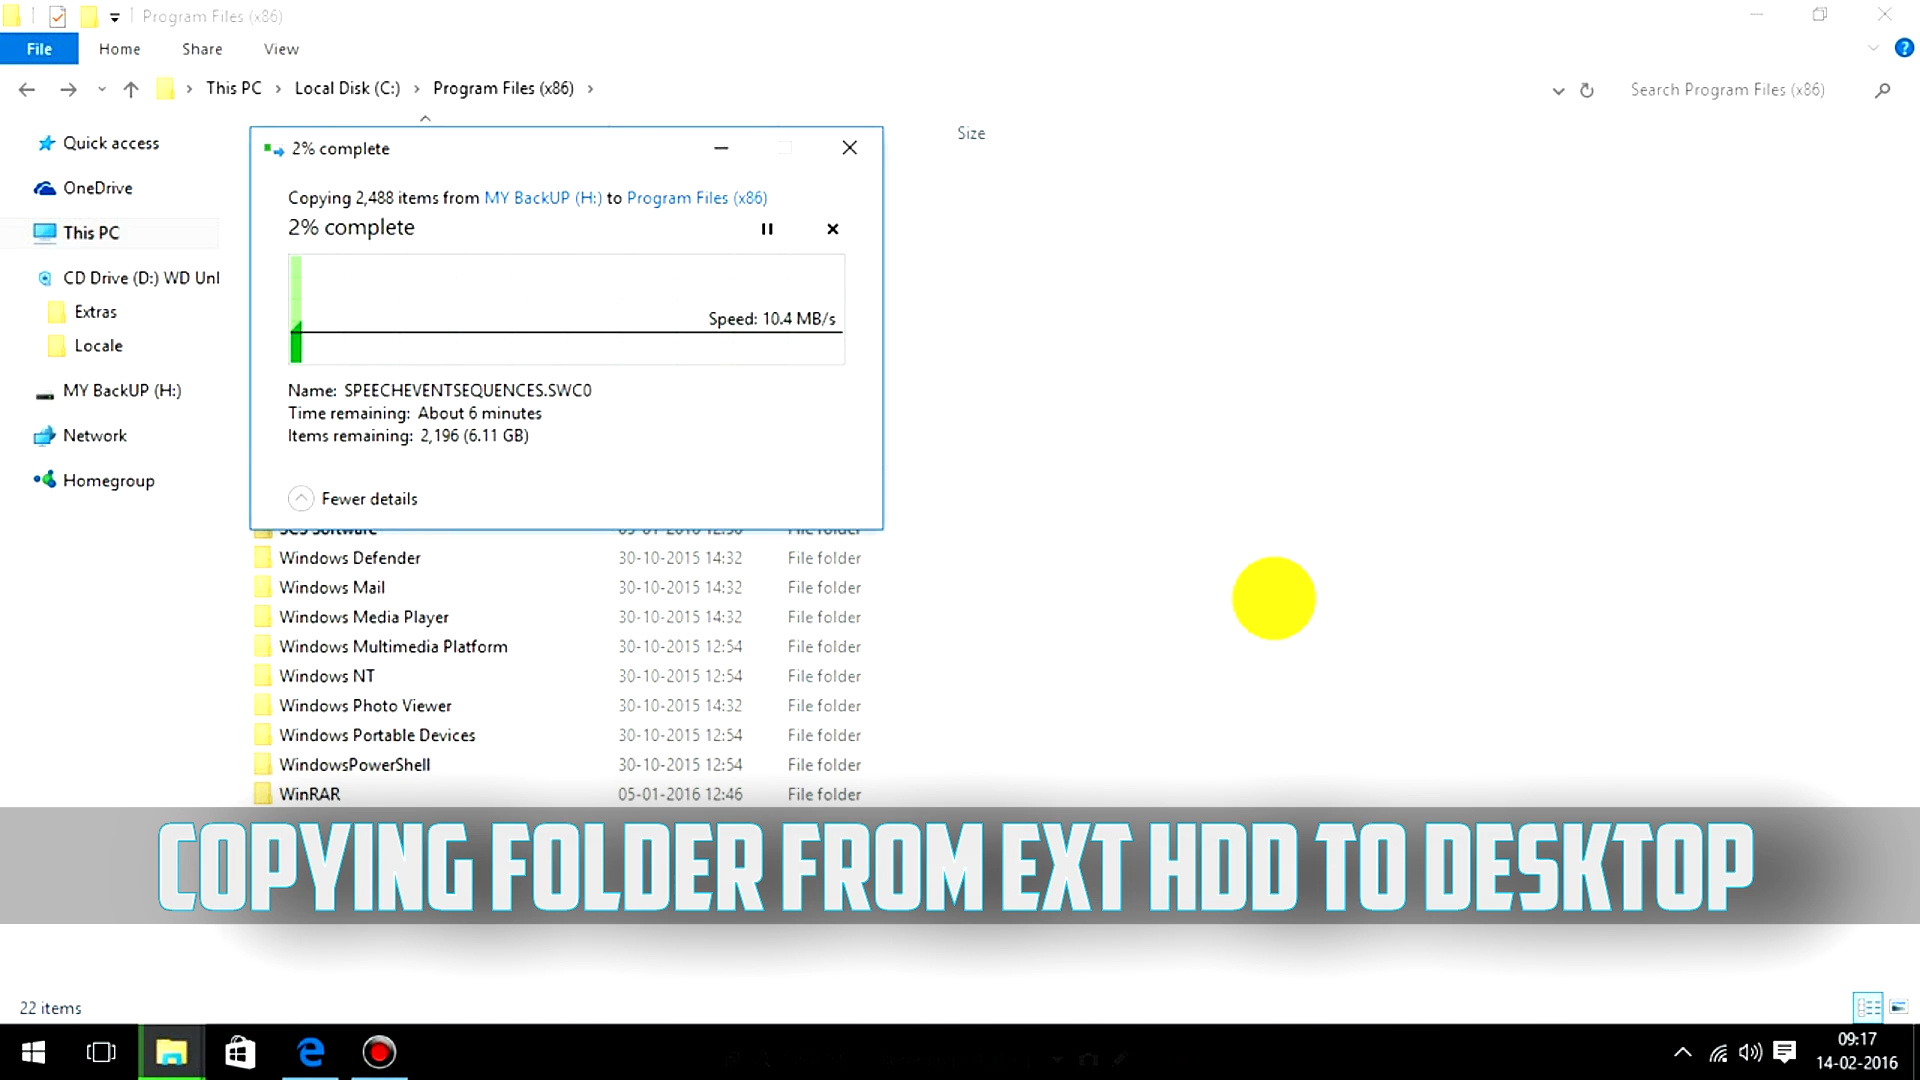 Program Files (x86)
File Home Share View
This PC › Local Disk (C:) › Program Files (x86) ›
Search Program Files (x86)
Quick access
OneDrive
This PC
CD Drive (D:) WD Unl
Extras
Locale
MY BackUP (H:)
Network
Homegroup
Size
2% complete
Copying 2,488 items from MY BackUP (H:) to Program Files (x86)
2% complete
Speed: 10.4 MB/s
Name: SPEECHEVENTSEQUENCES.SWC0
Time remaining: About 6 minutes
Items remaining: 2,196 (6.11 GB)
Fewer details
File folder
Windows Defender 30-10-2015 14:32 File folder
Windows Mail 30-10-2015 14:32 File folder
Windows Media Player 30-10-2015 14:32 File folder
Windows Multimedia Platform 30-10-2015 12:54 File folder
Windows NT 30-10-2015 12:54 File folder
Windows Photo Viewer 30-10-2015 14:32 File folder
Windows Portable Devices 30-10-2015 12:54 File folder
WindowsPowerShell 30-10-2015 12:54 File folder
WinRAR 05-01-2016 12:46 File folder
COPYING FOLDER FROM EXT HDD TO DESKTOP
22 items
09:17
14-02-2016